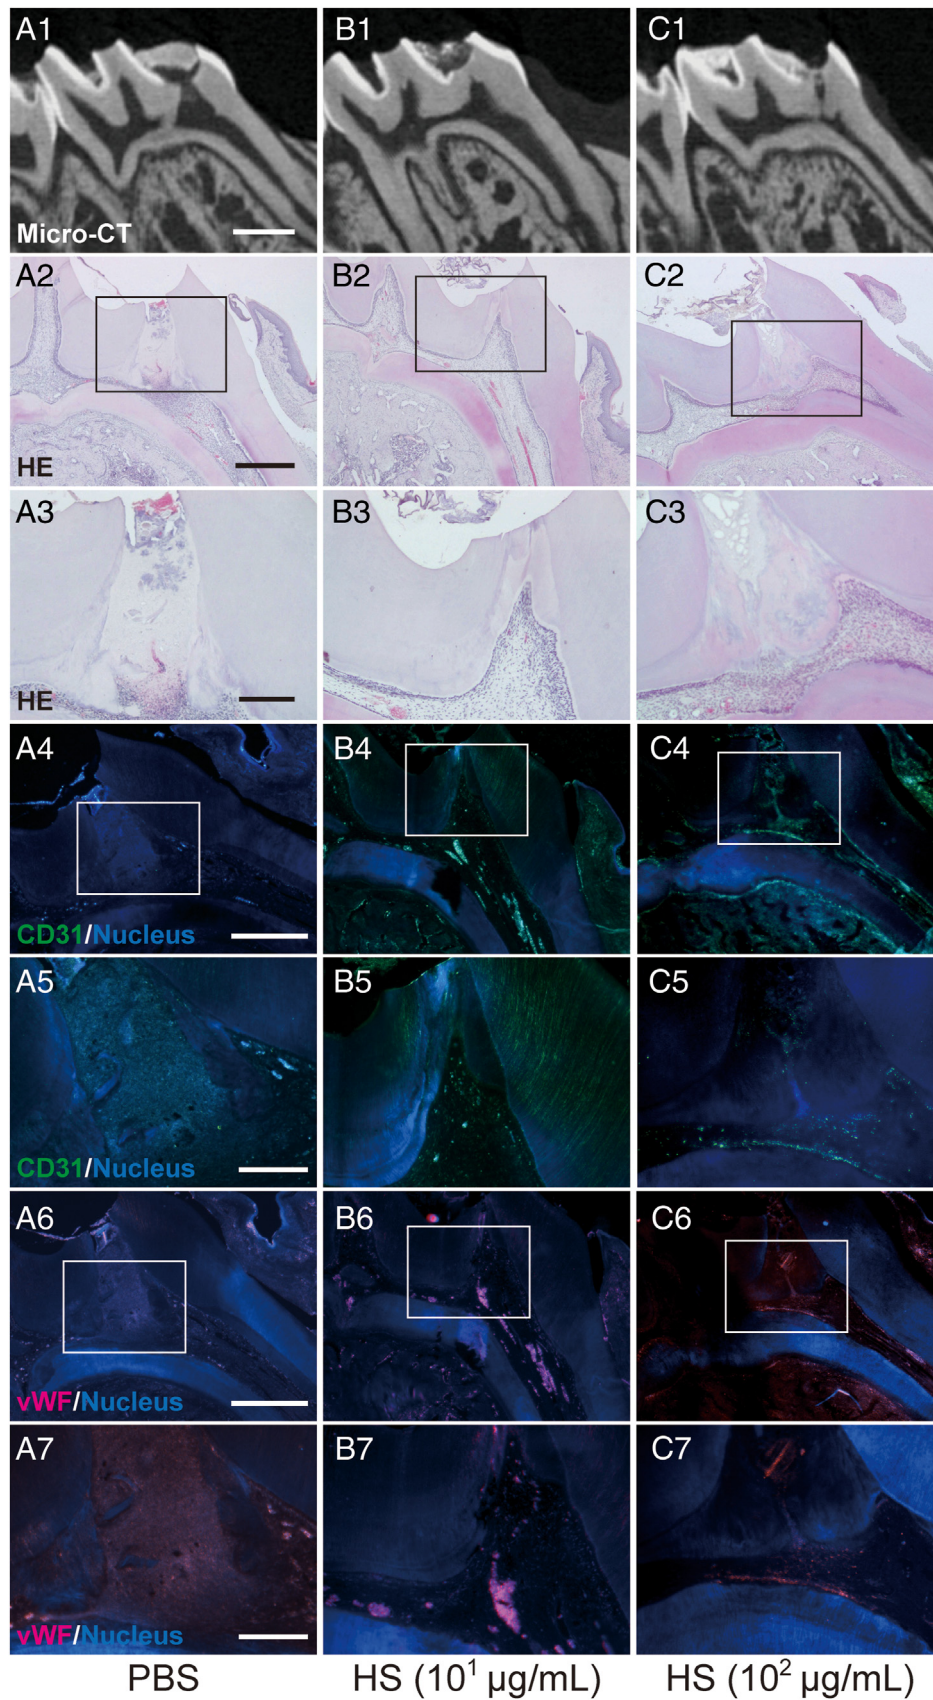 A1 B1 C1
Micro-CT
A2 B2 C2
HE
A3 B3 C3
HE
A4 B4 C4
CD31/Nucleus
A5 B5 C5
CD31/Nucleus
A6 B6 C6
vWF/Nucleus
A7 B7 C7
vWF/Nucleus
PBS HS (10¹ µg/mL) HS (10² µg/mL)